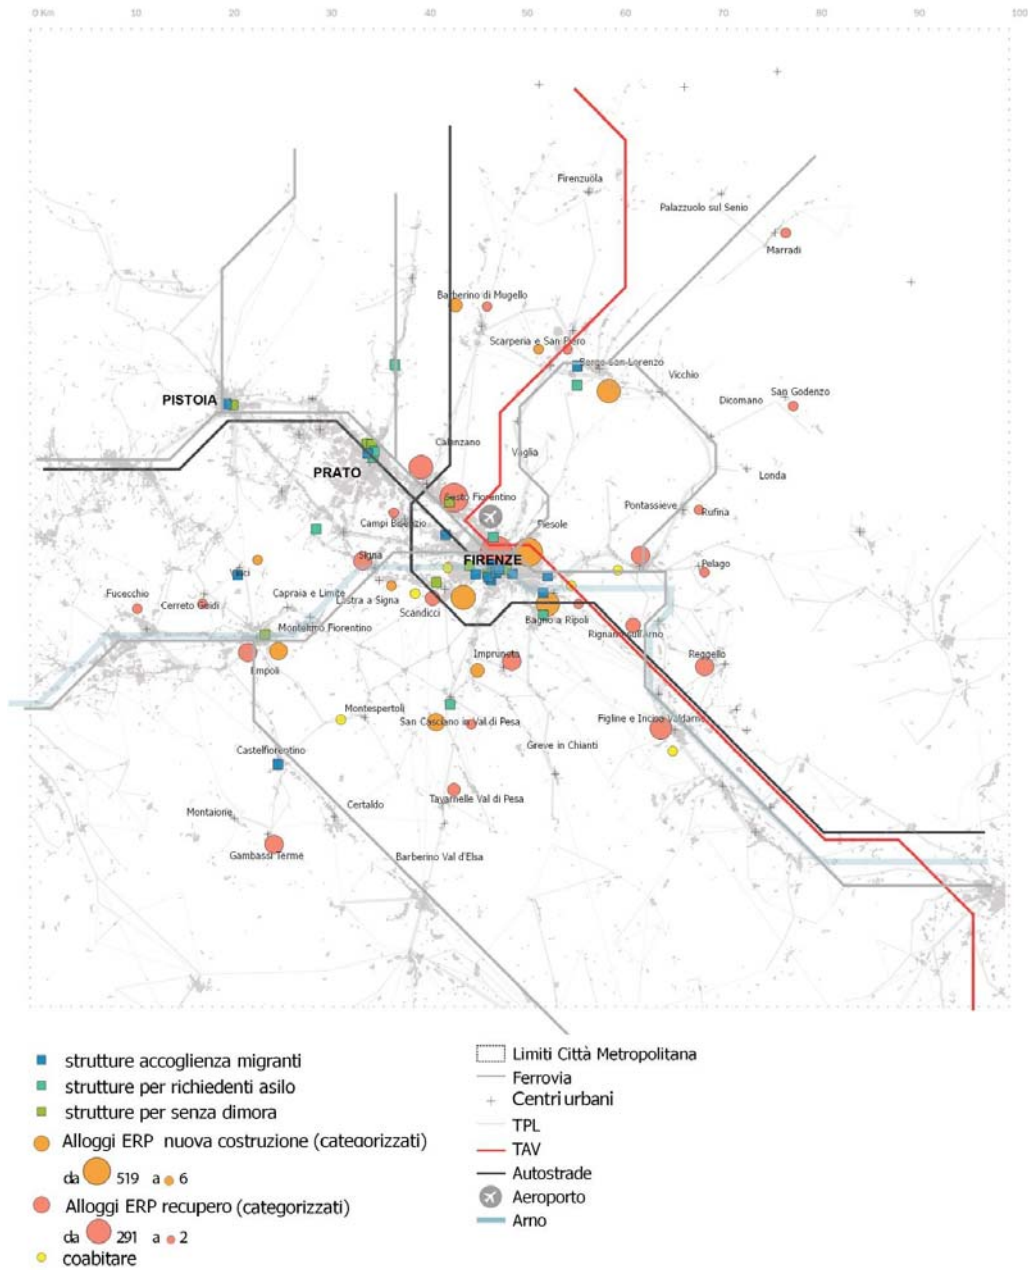 0 Km 10 20 30 40 50 60 70 80 90 100
Firenzuola
Palazzuolo sul Senio
Marradi
Barberino di Mugello
Scarperia e San Piero
Borgo San Lorenzo
Vicchio
San Godenzo
Dicomano
PISTOIA
Calenzano
Vaglia
PRATO
Londa
Sesto Fiorentino
Pontassieve
Rufina
Campi Bisenzio
Fiesole
Signa
FIRENZE
Pelago
Vinci
Fucecchio
Capraia e Limite
Lastra a Signa
Cerreto Guidi
Scandicci
Bagno a Ripoli
Montelupo Fiorentino
Rignano sull'Arno
Impruneta
Reggello
Empoli
Montespertoli
San Casciano in Val di Pesa
Figline e Incisa Valdarno
Castelfiorentino
Greve in Chianti
Tavarnelle Val di Pesa
Montaione
Certaldo
Gambassi Terme
Barberino Val d'Elsa
strutture accoglienza migranti
strutture per richiedenti asilo
strutture per senza dimora
Alloggi ERP nuova costruzione (categorizzati)
da 519 a 6
Alloggi ERP recupero (categorizzati)
da 291 a 2
coabitare
Limiti Città Metropolitana
Ferrovia
Centri urbani
TPL
TAV
Autostrade
Aeroporto
Arno